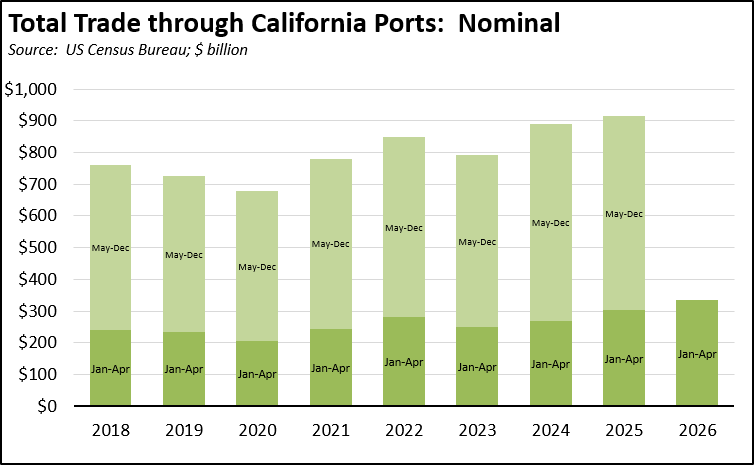 Total Trade through California Ports:  Nominal
Source:  US Census Bureau; $ billion
$1,000
$900
$800
$700
$600
$500
$400
$300
$200
$100
$0
May-Dec May-Dec May-Dec May-Dec May-Dec May-Dec May-Dec May-Dec
Jan-Apr Jan-Apr Jan-Apr Jan-Apr Jan-Apr Jan-Apr Jan-Apr Jan-Apr Jan-Apr
2018 2019 2020 2021 2022 2023 2024 2025 2026